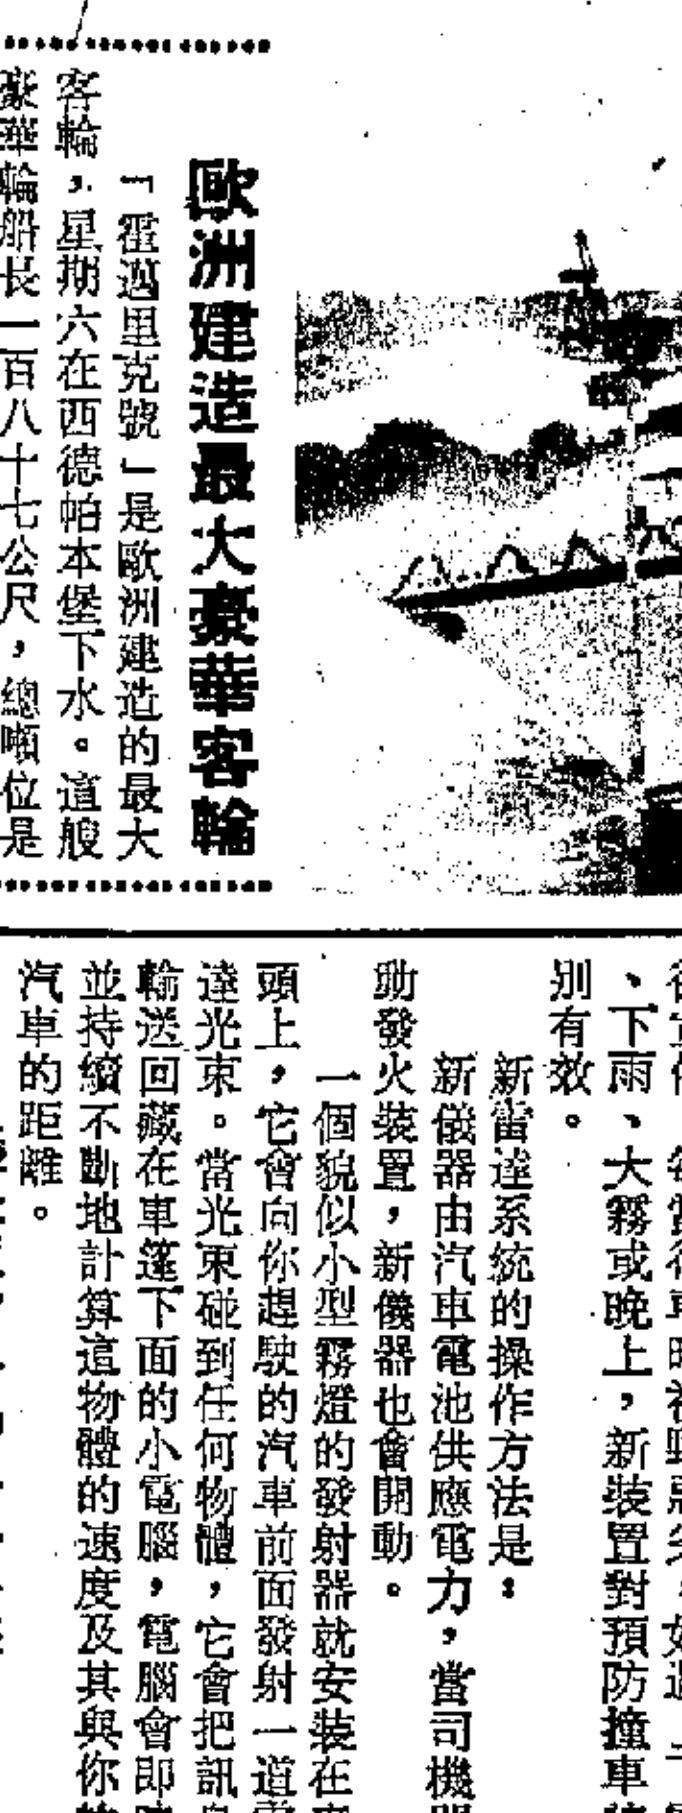 歐洲建造最大豪華客輪
「霍邁里克號」是歐洲建造的最大
客輪，星期六在西德帕本堡下水。這艘
豪華輪船長一百八十七公尺，總噸位是
、下雨、大霧或晚上，新裝置對預防撞車
別有效。
新雷達系統的操作方法是：
新儀器由汽車電池供應電力，當司機
助發火裝置，新儀器也會開動。
一個貌似小型霧燈的發射器就安裝在
頭上，它會向你趕駛的汽車前面發射一道
達光束。當光束碰到任何物體，它會把訊
輸送回藏在車篷下面的小電腦，電腦會即
並持續不斷地計算這物體的速度及其與你
汽車的距離。